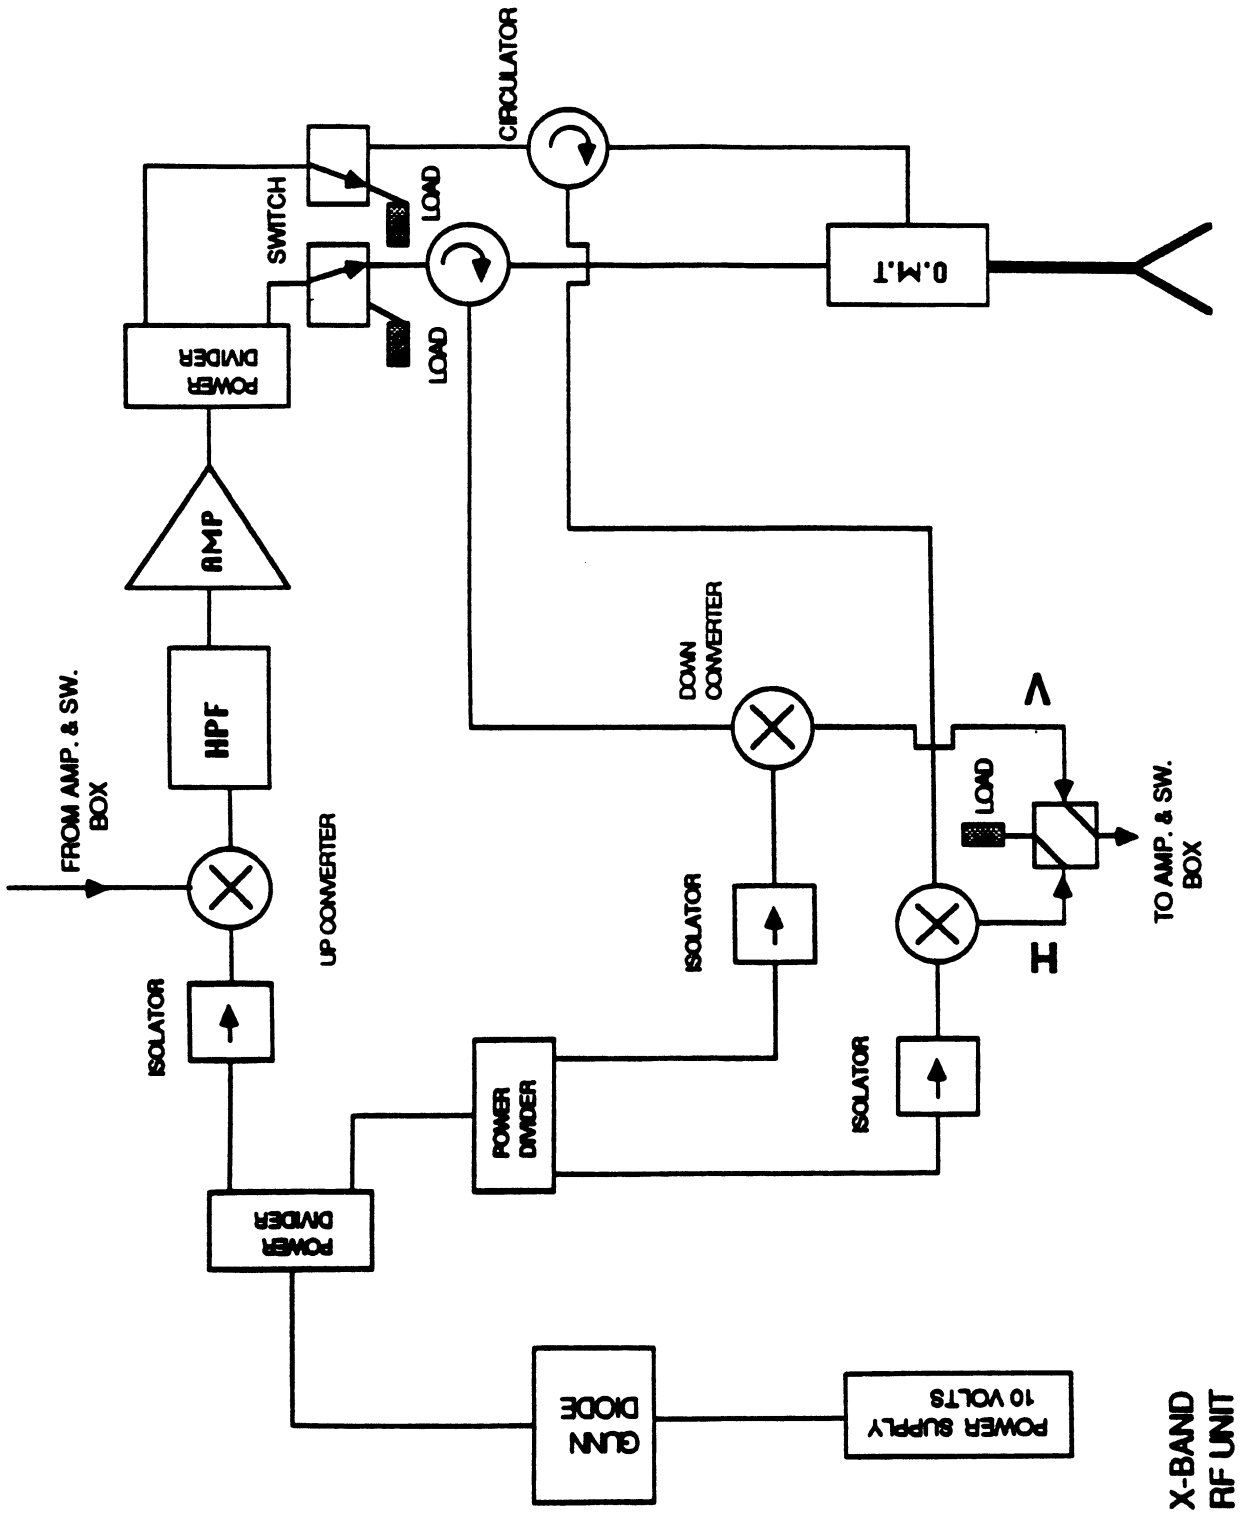 FROM AMP. & SW.
BOX
ISOLATOR
UP CONVERTER
HPF
AMP
POWER
DIVIDER
SWITCH
LOAD
LOAD
CIRCULATOR
POWER
DIVIDER
POWER
DIVIDER
ISOLATOR
DOWN
CONVERTER
O.M.T
GUNN
DIODE
ISOLATOR
H
LOAD
V
TO AMP. & SW.
BOX
POWER SUPPLY
10 VOLTS
X-BAND
RF UNIT